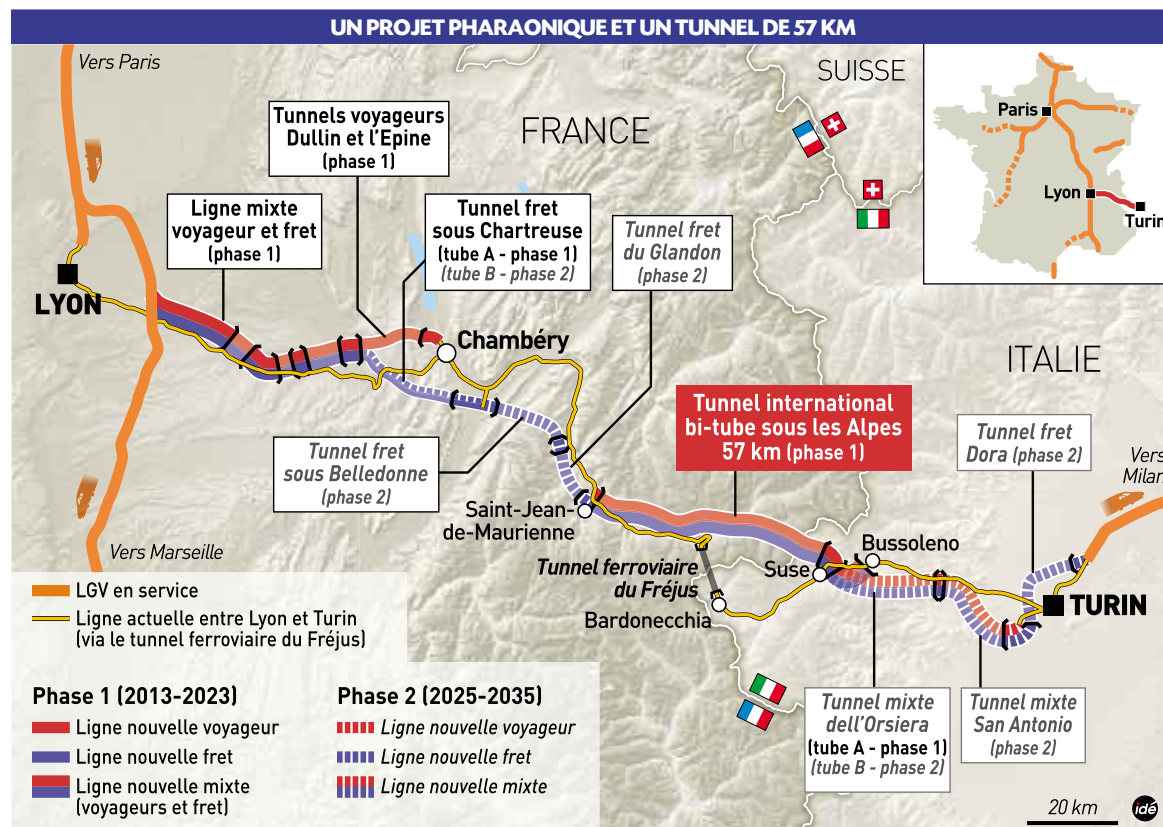 UN PROJET PHARAONIQUE ET UN TUNNEL DE 57 KM
Vers Paris
SUISSE
FRANCE
Paris
Lyon
Turin
Tunnels voyageurs
Dullin et l'Epine
(phase 1)
Ligne mixte
voyageur et fret
(phase 1)
Tunnel fret
sous Chartreuse
(tube A - phase 1)
(tube B - phase 2)
Tunnel fret
du Glandon
(phase 2)
LYON
Chambéry
ITALIE
Tunnel international
bi-tube sous les Alpes
57 km (phase 1)
Tunnel fret
Dora (phase 2)
Tunnel fret
sous Belledonne
(phase 2)
Vers
Milan
Saint-Jean-
de-Maurienne
Vers Marseille
Tunnel ferroviaire
du Fréjus
Suse
Bussoleno
Bardonecchia
TURIN
LGV en service
Ligne actuelle entre Lyon et Turin
(via le tunnel ferroviaire du Fréjus)
Phase 1 (2013-2023)
Ligne nouvelle voyageur
Ligne nouvelle fret
Ligne nouvelle mixte
(voyageurs et fret)
Phase 2 (2025-2035)
Ligne nouvelle voyageur
Ligne nouvelle fret
Ligne nouvelle mixte
Tunnel mixte
dell'Orsiera
(tube A - phase 1)
(tube B - phase 2)
Tunnel mixte
San Antonio
(phase 2)
20 km
idé